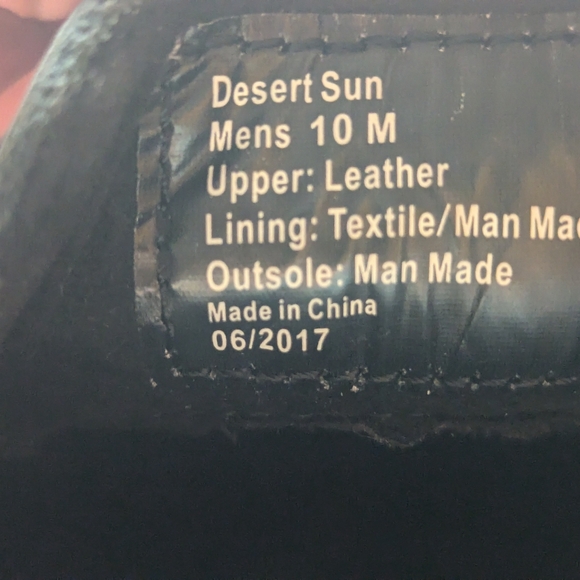 Desert Sun
Mens 10 M
Upper: Leather
Lining: Textile/Man
Outsole: Man Made
Made in China
06/2017